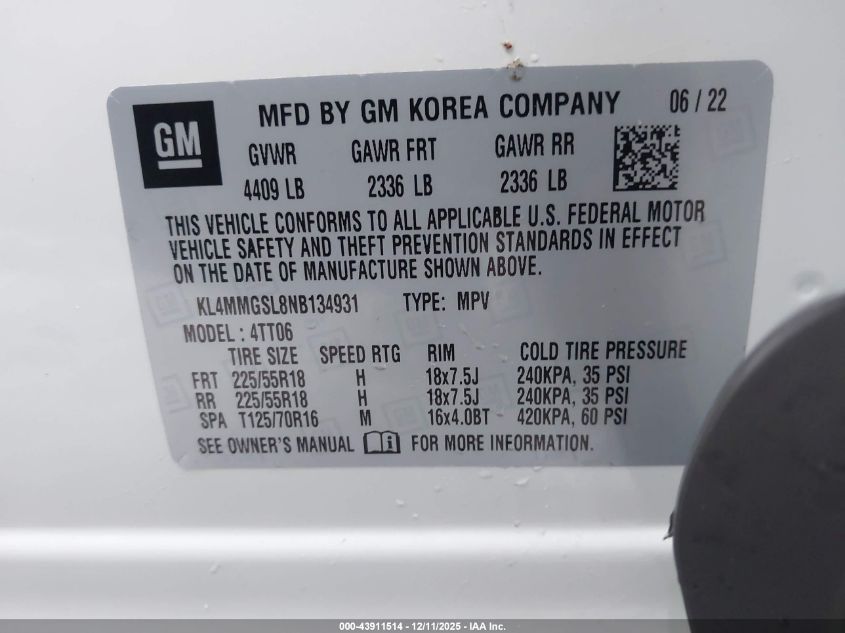 GM
MFD BY GM KOREA COMPANY 06 / 22
GVWR GAWR FRT GAWR RR
4409 LB 2336 LB 2336 LB
THIS VEHICLE CONFORMS TO ALL APPLICABLE U.S. FEDERAL MOTOR
VEHICLE SAFETY AND THEFT PREVENTION STANDARDS IN EFFECT
ON THE DATE OF MANUFACTURE SHOWN ABOVE.
KL4MMGSL8NB134931 TYPE: MPV
MODEL : 4TT06
TIRE SIZE SPEED RTG RIM COLD TIRE PRESSURE
FRT 225/55R18 H 18x7.5J 240KPA, 35 PSI
RR 225/55R18 H 18x7.5J 240KPA, 35 PSI
SPA T125/70R16 M 16x4.0BT 420KPA, 60 PSI
SEE OWNER'S MANUAL FOR MORE INFORMATION.
000-43911514 - 12/11/2025 - IAA Inc.